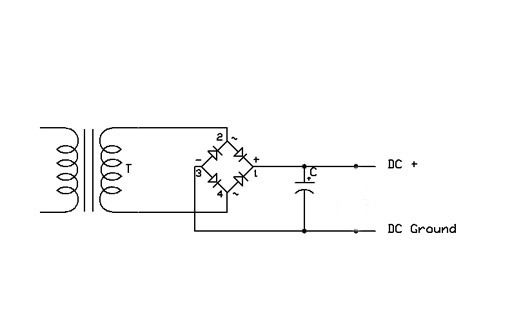 2 ~
- +
C
DC +
T
3 1
4 ~
+
DC Ground